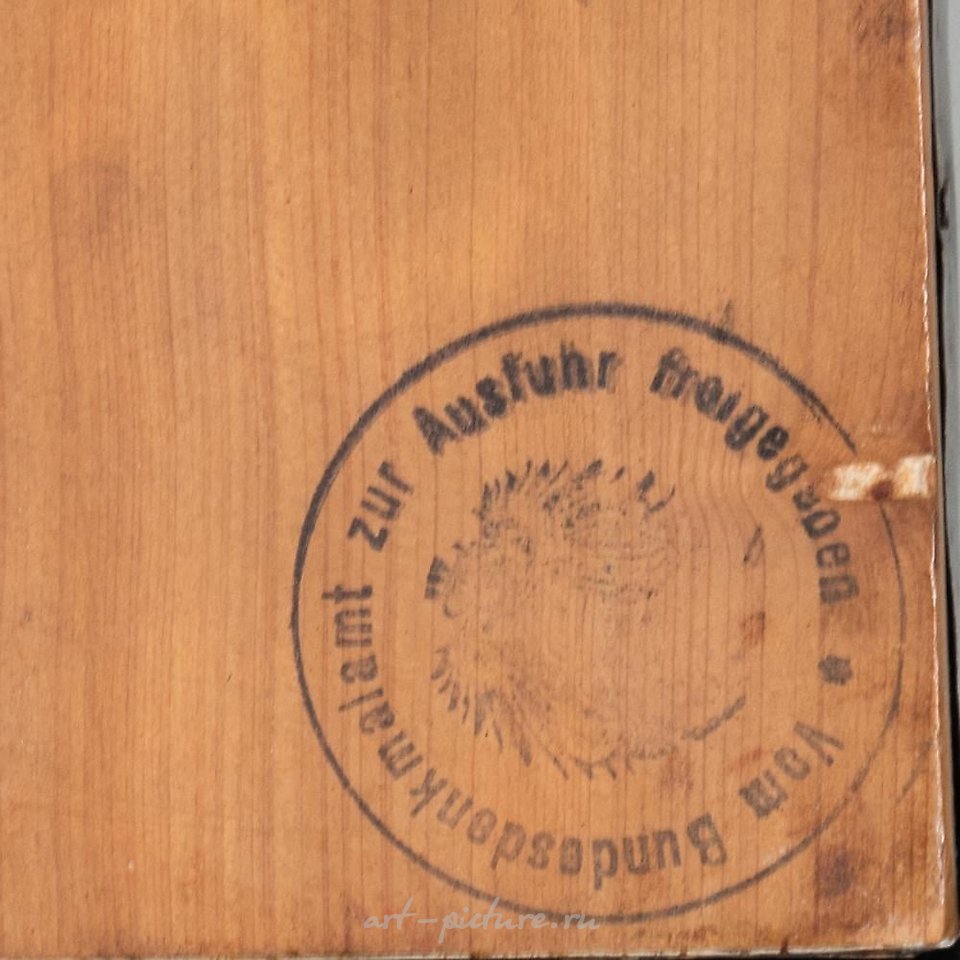 Vom Bundesdenkmalamt zur Ausfuhr freigegeben *
art-picture.ru